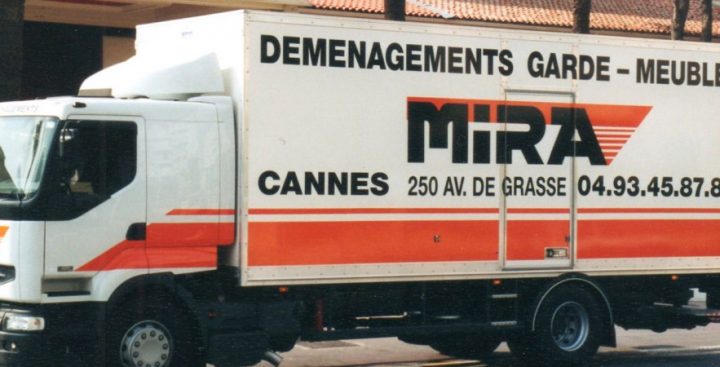 DEMENAGEMENTS GARDE-MEUBLE
MIRA
CANNES 250 AV. DE GRASSE 04.93.45.87.8